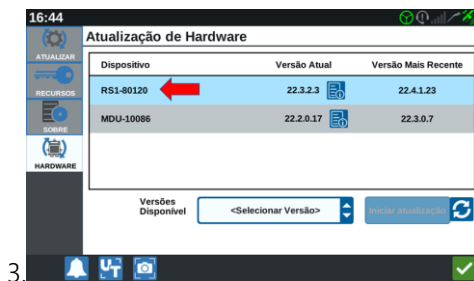 16:44
Atualização de Hardware
ATUALIZAR
RECURSOS
SOBRE
HARDWARE
Dispositivo Versão Atual Versão Mais Recente
RS1-80120 22.3.2.3 22.4.1.23
MDU-10086 22.2.0.17 22.3.0.7
Versões
Disponível
<Selecionar Versão>
Iniciar atualização
UT
3.